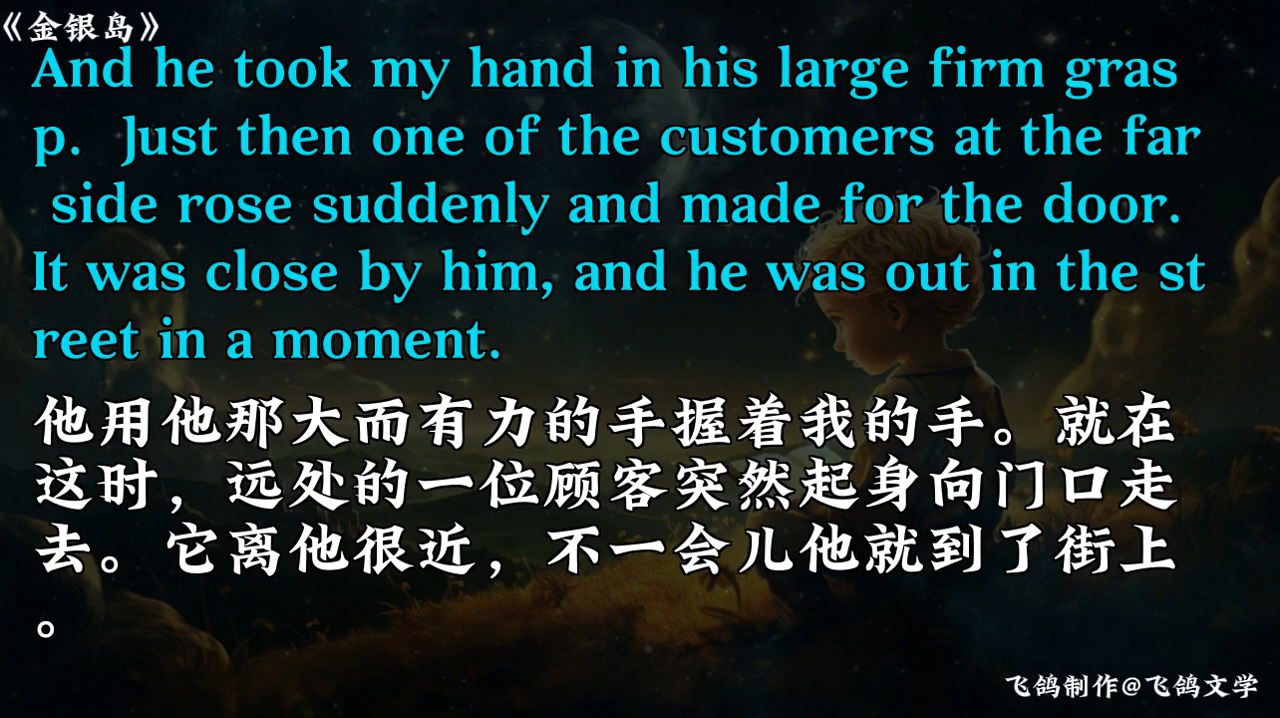 《金银岛》
And he took my hand in his large firm gras
p.  Just then one of the customers at the far
 side rose suddenly and made for the door.
It was close by him, and he was out in the st
reet in a moment.
他用他那大而有力的手握着我的手。就在
这时，远处的一位顾客突然起身向门口走
去。它离他很近，不一会儿他就到了街上
。
飞鸽制作@飞鸽文学